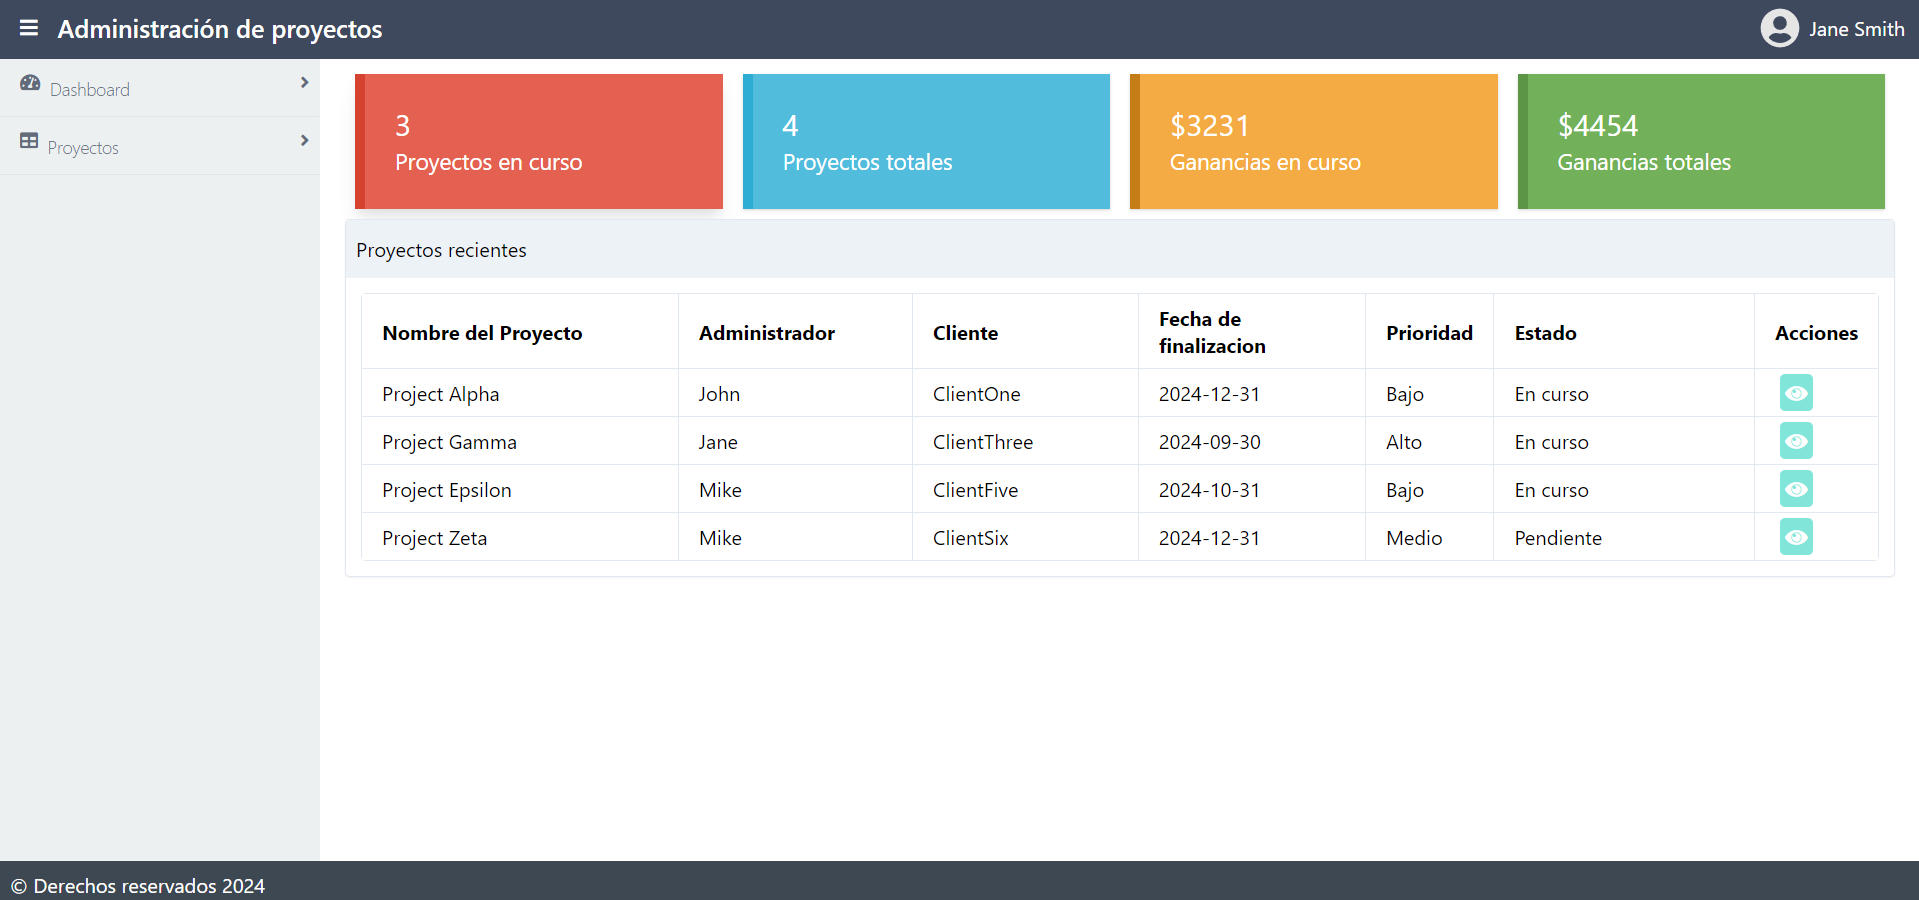 Administración de proyectos
Jane Smith
Dashboard
Proyectos
3
Proyectos en curso
4
Proyectos totales
$3231
Ganancias en curso
$4454
Ganancias totales
Proyectos recientes
Nombre del Proyecto Administrador Cliente Fecha de finalizacion Prioridad Estado Acciones
Project Alpha John ClientOne 2024-12-31 Bajo En curso
Project Gamma Jane ClientThree 2024-09-30 Alto En curso
Project Epsilon Mike ClientFive 2024-10-31 Bajo En curso
Project Zeta Mike ClientSix 2024-12-31 Medio Pendiente
© Derechos reservados 2024